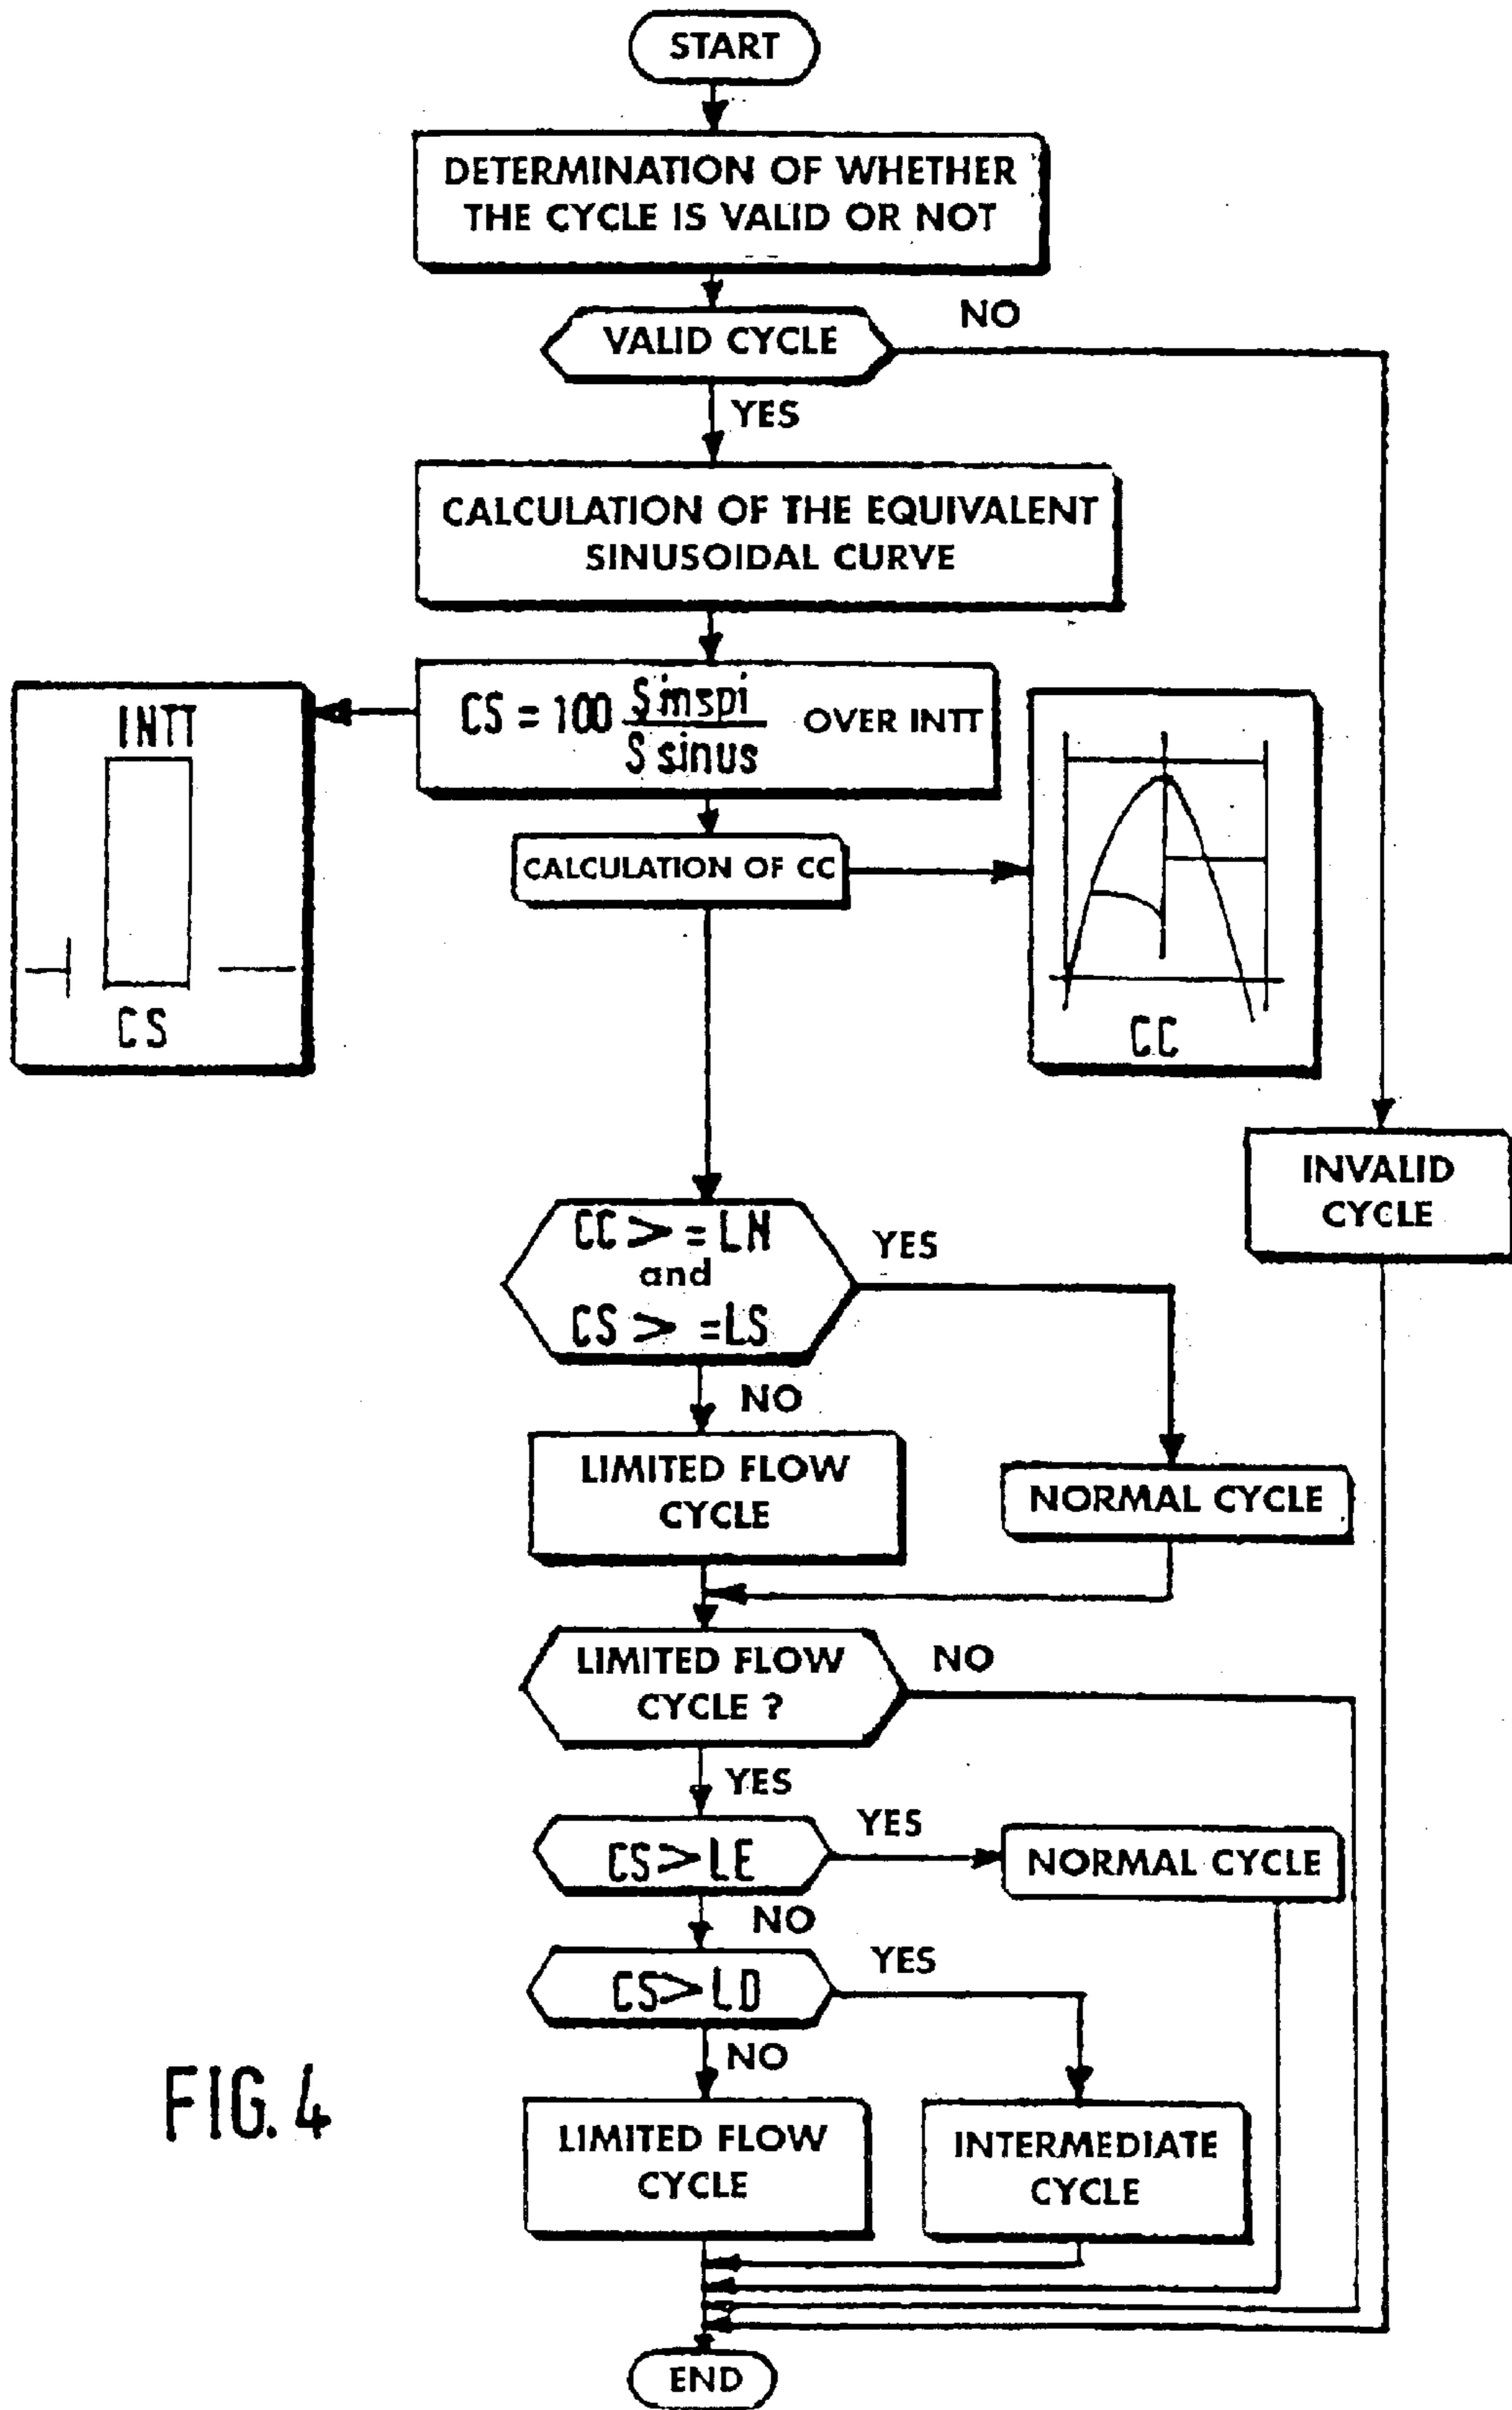 START
DETERMINATION OF WHETHER
THE CYCLE IS VALID OR NOT
VALID CYCLE
NO
YES
CALCULATION OF THE EQUIVALENT
SINUSOIDAL CURVE
CS = 100 Sinspi / Ssinus OVER INTT
INTT
CS
CALCULATION OF CC
CC
INVALID
CYCLE
CC > = LN
and
CS > = LS
YES
NO
LIMITED FLOW
CYCLE
NORMAL CYCLE
LIMITED FLOW
CYCLE ?
NO
YES
CS > LE
YES
NORMAL CYCLE
NO
CS > LD
YES
NO
LIMITED FLOW
CYCLE
INTERMEDIATE
CYCLE
END
FIG. 4